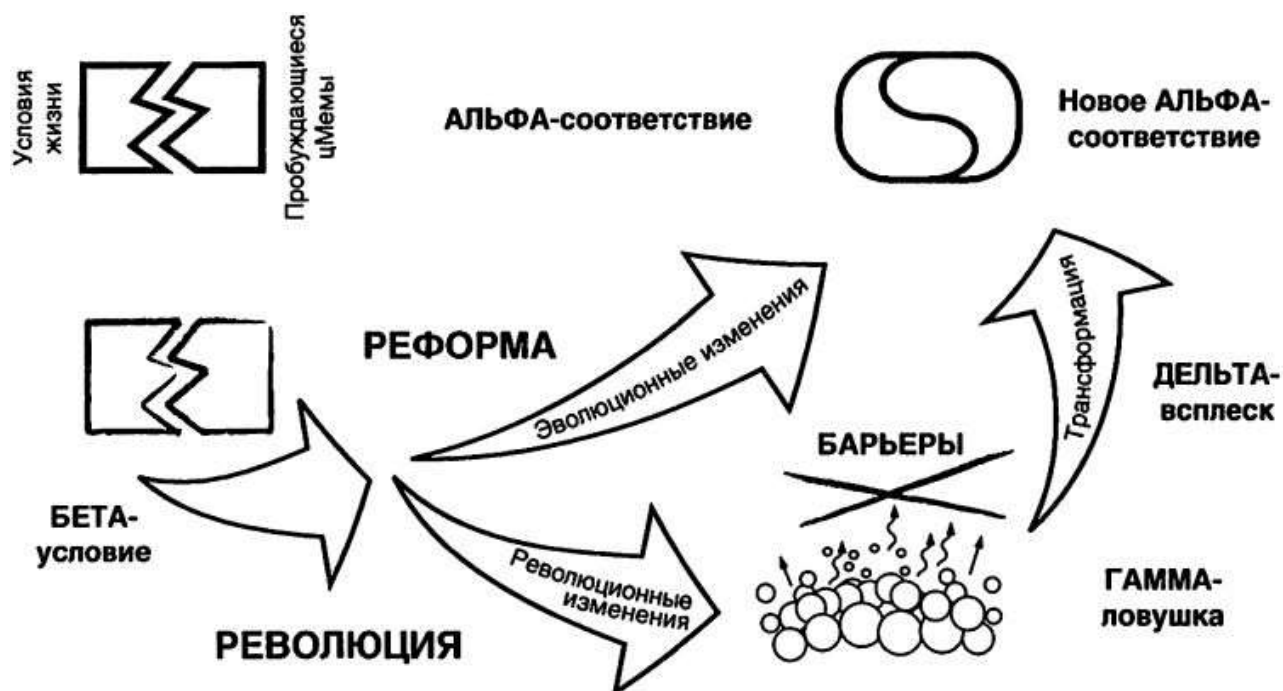 Условия
жизни
Пробуждающиеся
цМемы
АЛЬФА-соответствие
Новое АЛЬФА-
соответствие
РЕФОРМА
Эволюционные изменения
Трансформация
ДЕЛЬТА-
всплеск
БАРЬЕРЫ
БЕТА-
условие
Революционные
изменения
ГАММА-
ловушка
РЕВОЛЮЦИЯ